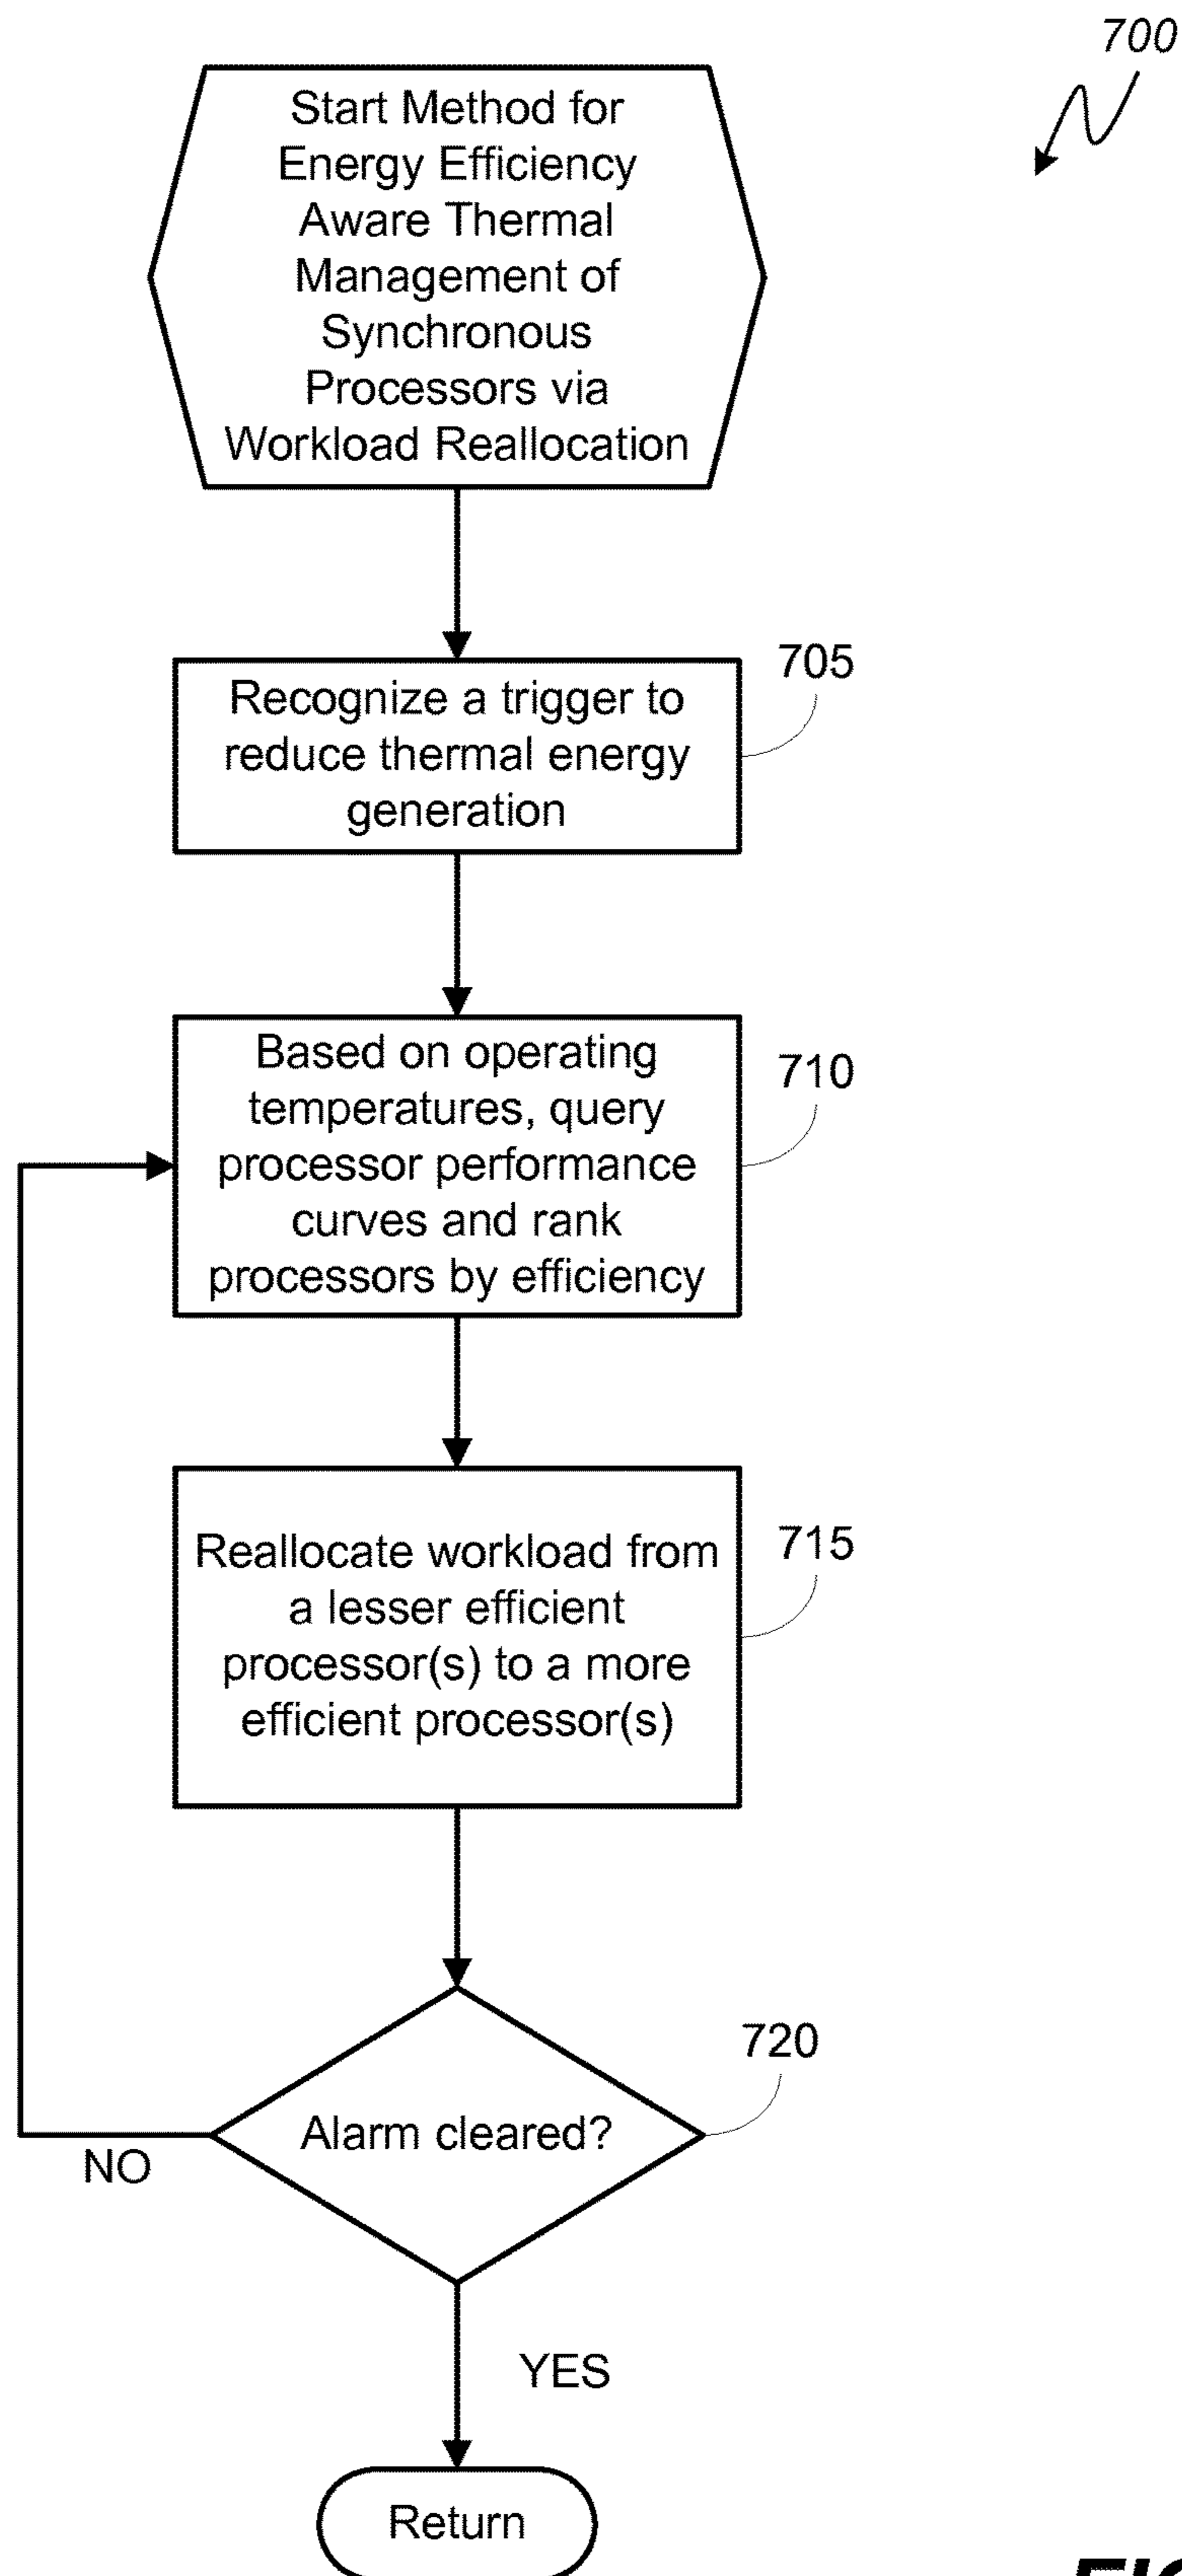 700
Start Method for
Energy Efficiency
Aware Thermal
Management of
Synchronous
Processors via
Workload Reallocation
705
Recognize a trigger to
reduce thermal energy
generation
710
Based on operating
temperatures, query
processor performance
curves and rank
processors by efficiency
715
Reallocate workload from
a lesser efficient
processor(s) to a more
efficient processor(s)
720
Alarm cleared?
NO
YES
Return